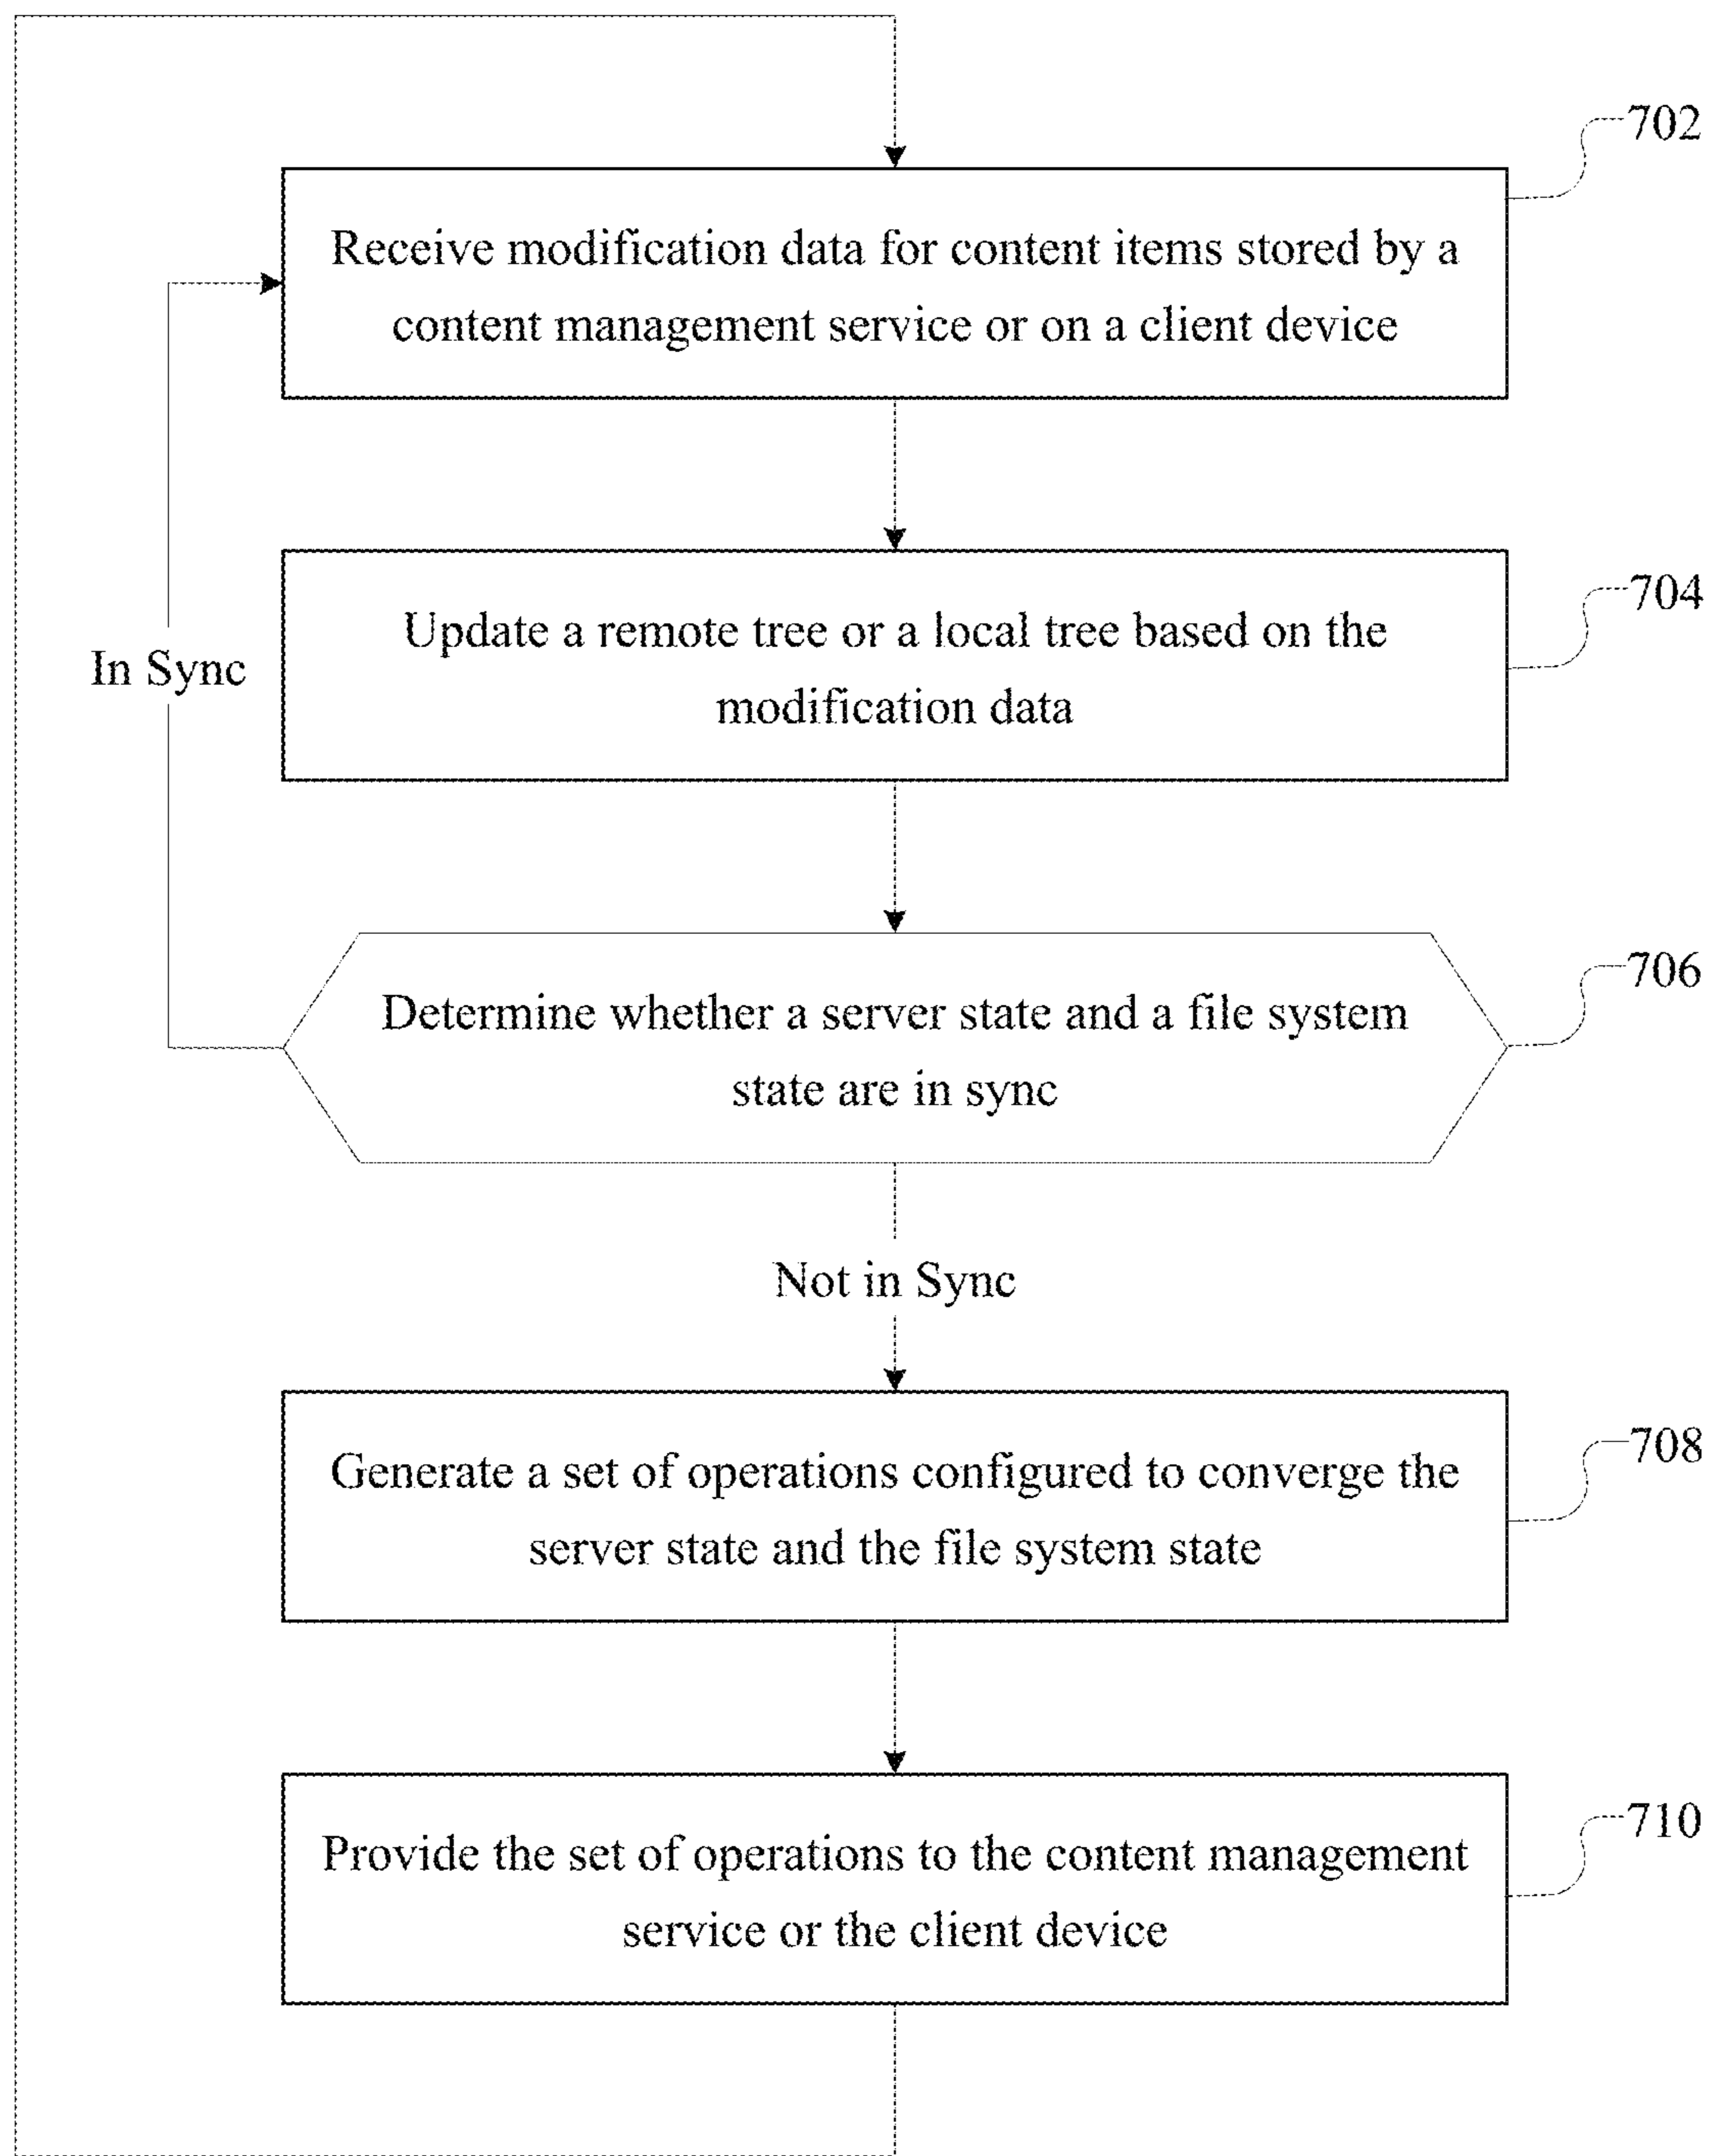 702
Receive modification data for content items stored by a
content management service or on a client device
704
Update a remote tree or a local tree based on the
modification data
In Sync
706
Determine whether a server state and a file system
state are in sync
Not in Sync
708
Generate a set of operations configured to converge the
server state and the file system state
710
Provide the set of operations to the content management
service or the client device